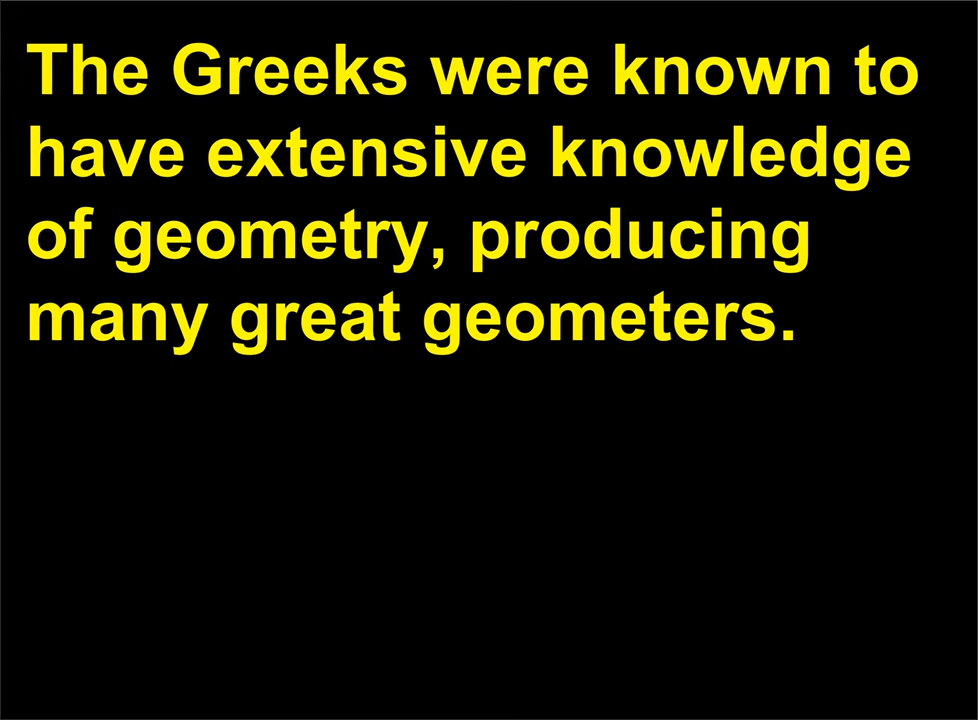 The Greeks were known to
have extensive knowledge
of geometry, producing
many great geometers.